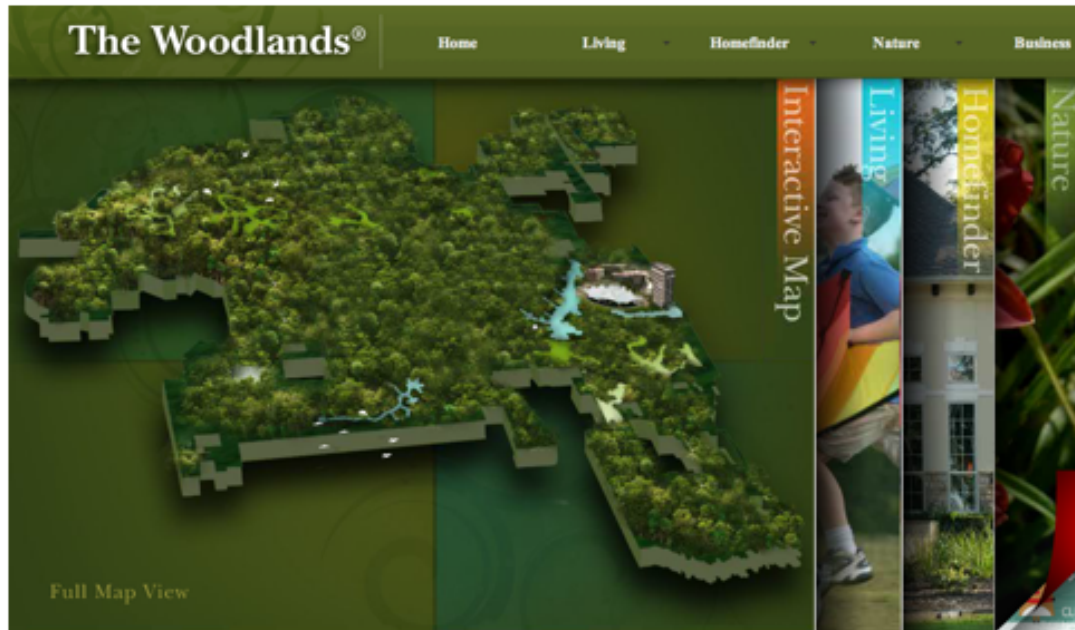 The Woodlands®
Home
Living
Homefinder
Nature
Business
Interactive Map
Living
Homefinder
Nature
Full Map View